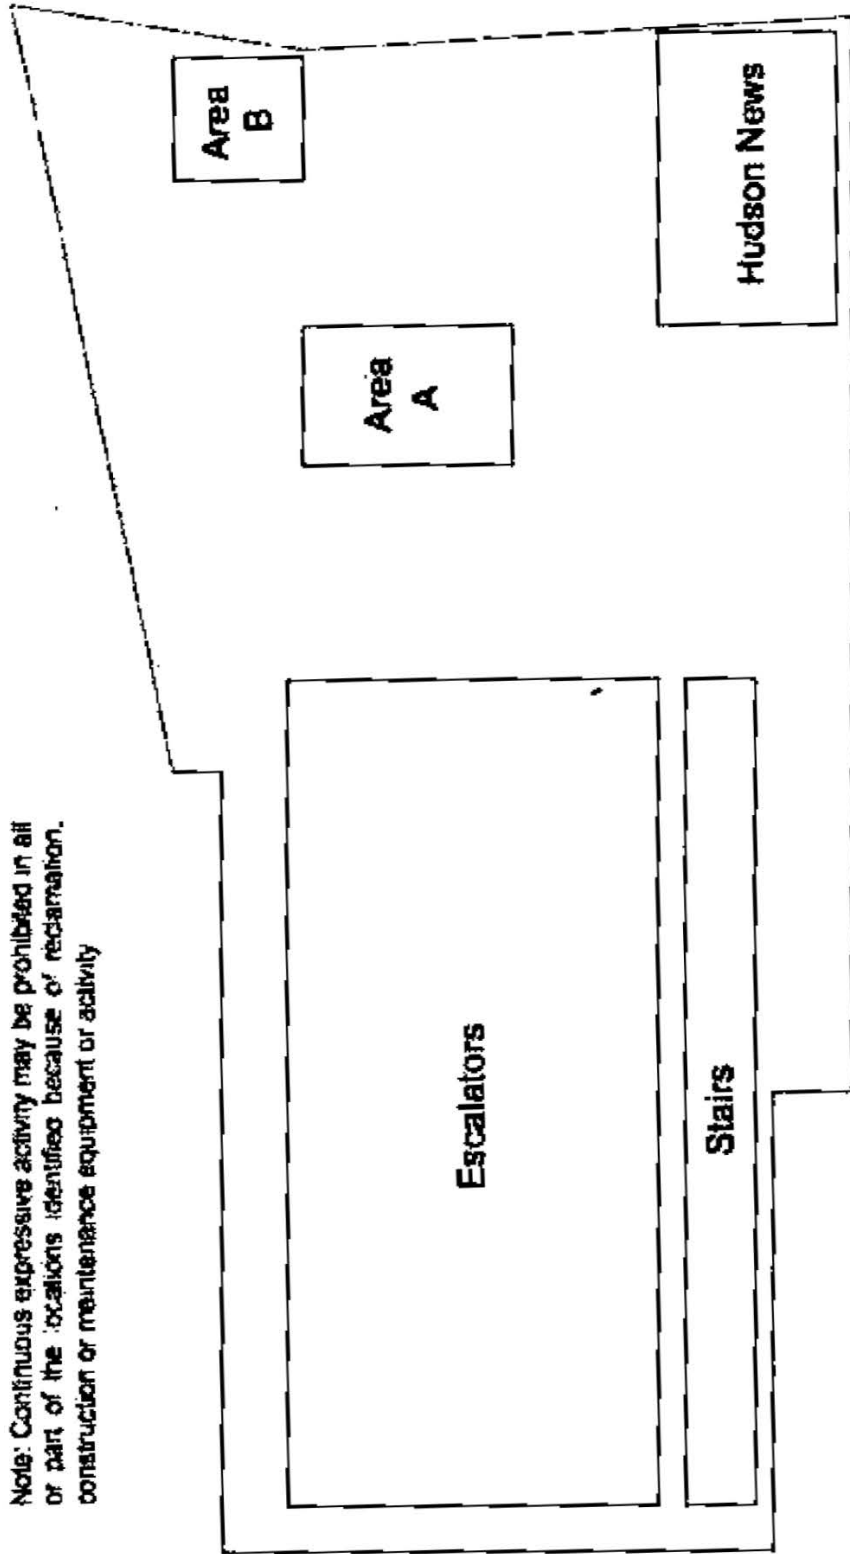 Note: Continuous expressive activity may be prohibited in all
or part of the locations identified because of reclamation,
construction or maintenance equipment or activity
Area
B
Area
A
Hudson News
Escalators
Stairs